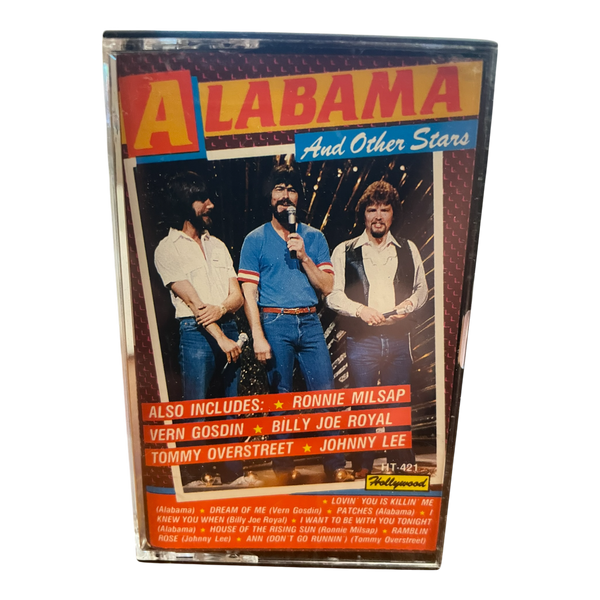 ALABAMA
And Other Stars
ALSO INCLUDES: ★ RONNIE MILSAP
VERN GOSDIN ★ BILLY JOE ROYAL
TOMMY OVERSTREET ★ JOHNNY LEE
HT-421
Hollywood
★ LOVIN' YOU IS KILLIN' ME
(Alabama) ★ DREAM OF ME (Vern Gosdin) ★ PATCHES (Alabama) ★ I
KNEW YOU WHEN (Billy Joe Royal) ★ I WANT TO BE WITH YOU TONIGHT
(Alabama) ★ HOUSE OF THE RISING SUN (Ronnie Milsap) ★ RAMBLIN'
ROSE (Johnny Lee) ★ ANN (DON'T GO RUNNIN') (Tommy Overstreet)